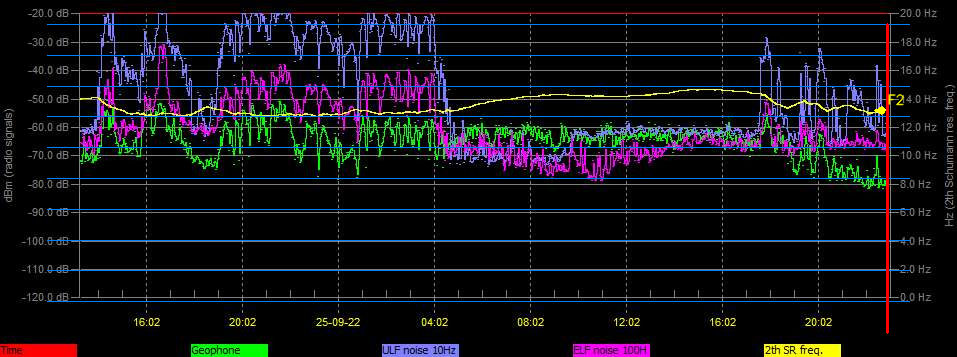 -20.0 dB 20.0 Hz
-30.0 dB 18.0 Hz
-40.0 dB 16.0 Hz
-50.0 dB F2 14.0 Hz
-60.0 dB 12.0 Hz
-70.0 dB 10.0 Hz
-80.0 dB 8.0 Hz
-90.0 dB 6.0 Hz
-100.0 dB 4.0 Hz
-110.0 dB 2.0 Hz
-120.0 dB 0.0 Hz
dBm (radio signals)
Hz (2th Schumann res. freq.)
16:02 20:02 25-09-22 04:02 08:02 12:02 16:02 20:02
Time Geophone ULF noise 10Hz ELF noise 100H 2th SR freq.